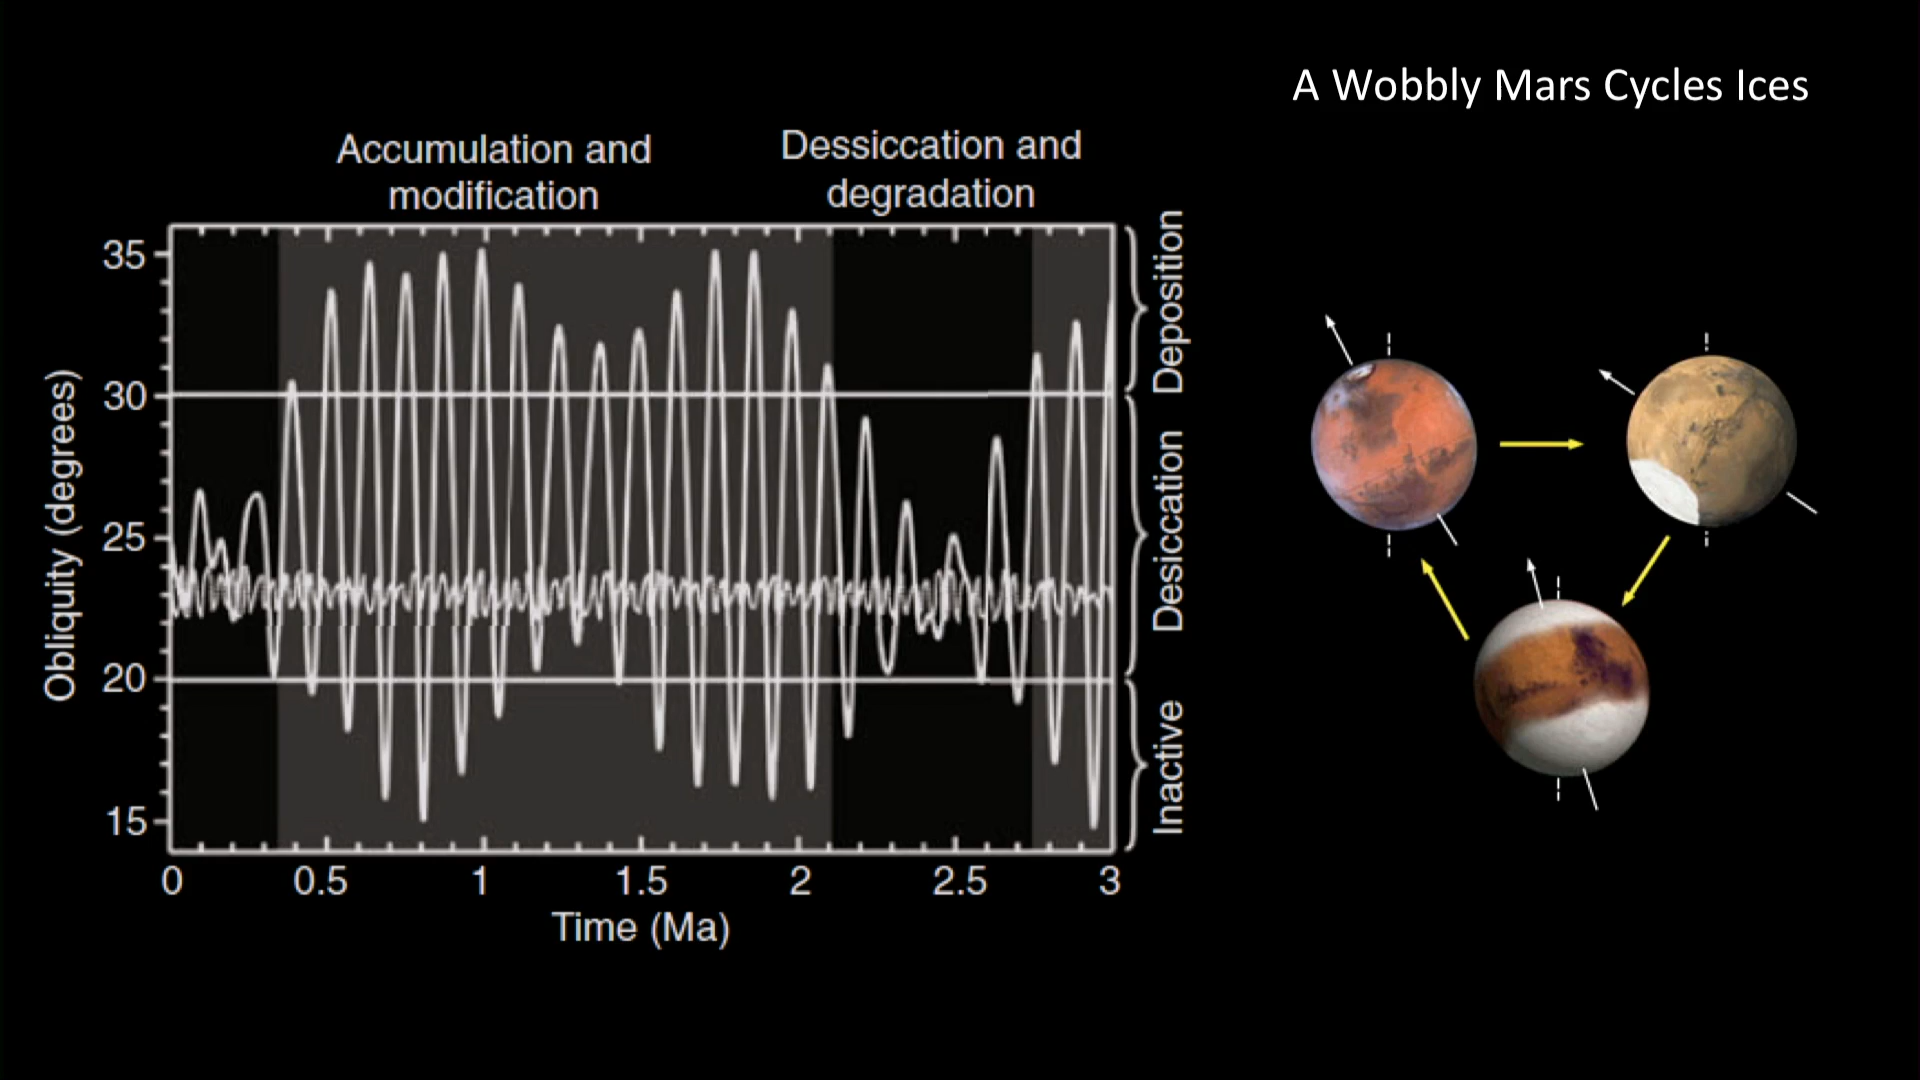 A Wobbly Mars Cycles Ices
Accumulation and
modification
Dessiccation and
degradation
Obliquity (degrees)
35
30
25
20
15
Deposition
Desiccation
Inactive
0
0.5
1
1.5
2
2.5
3
Time (Ma)